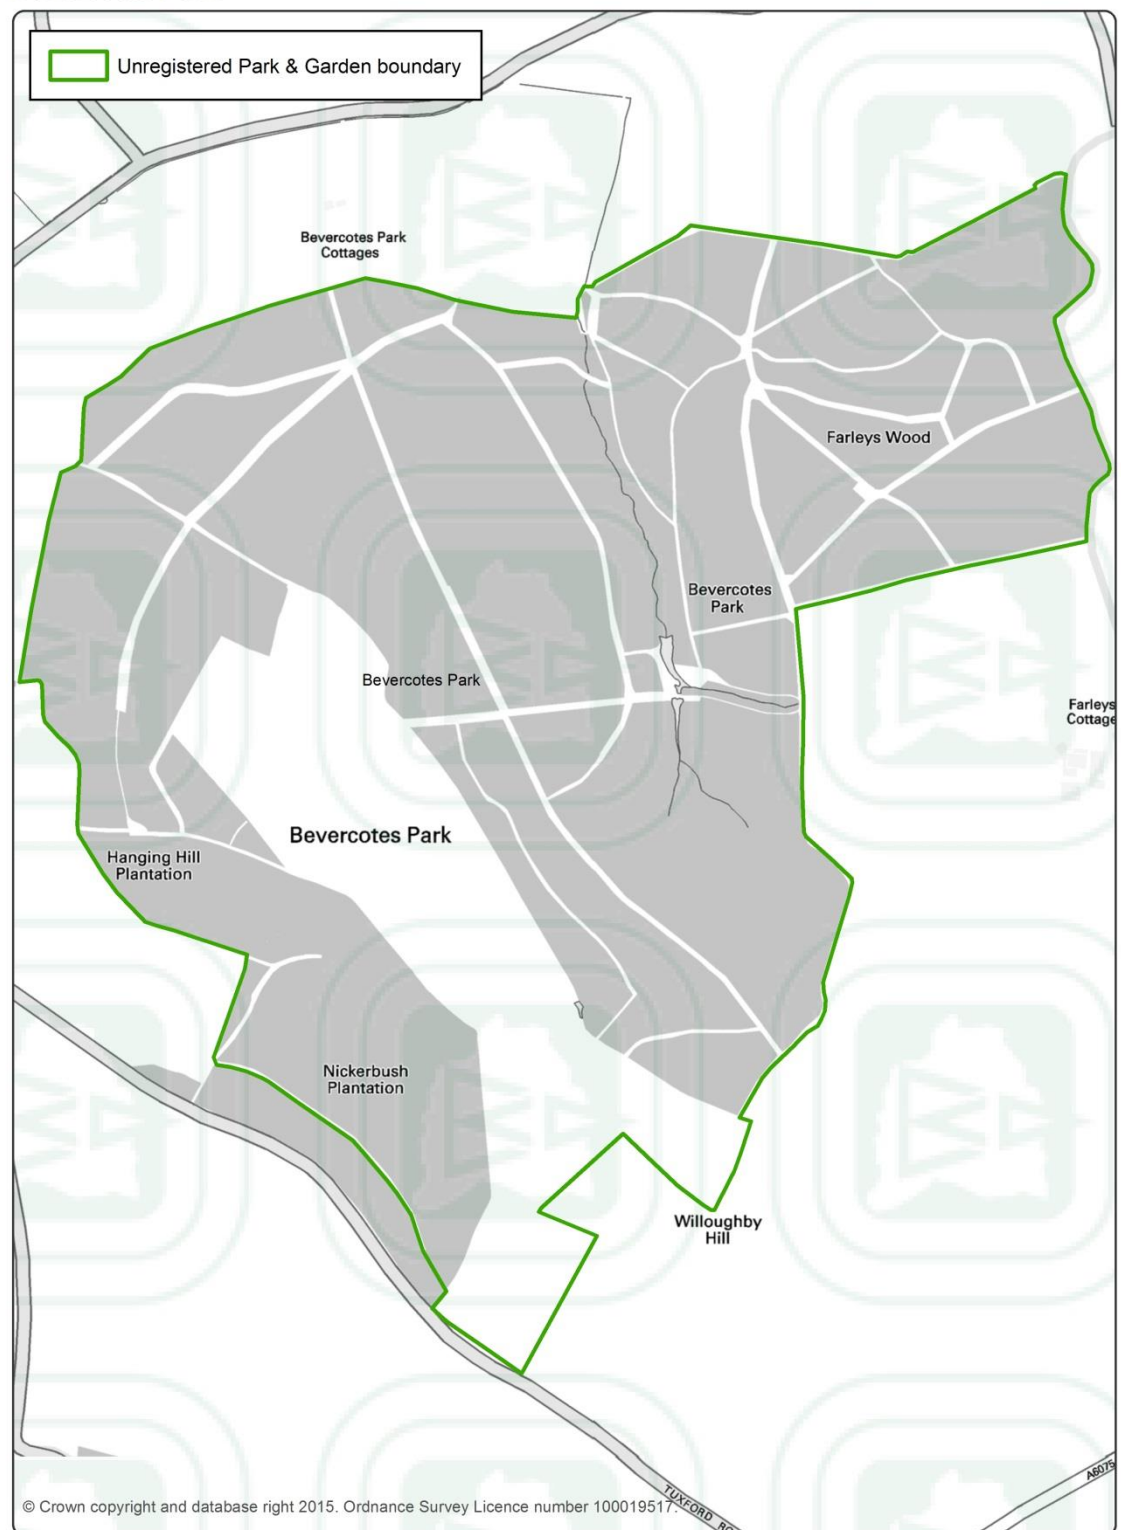 Unregistered Park & Garden boundary
Bevercotes Park
Cottages
Farleys Wood
Bevercotes
Park
Bevercotes Park
Farleys
Cottage
Bevercotes Park
Hanging Hill
Plantation
Nickerbush
Plantation
Willoughby
Hill
A6075
© Crown copyright and database right 2015. Ordnance Survey Licence number 100019517.
TUXFORD